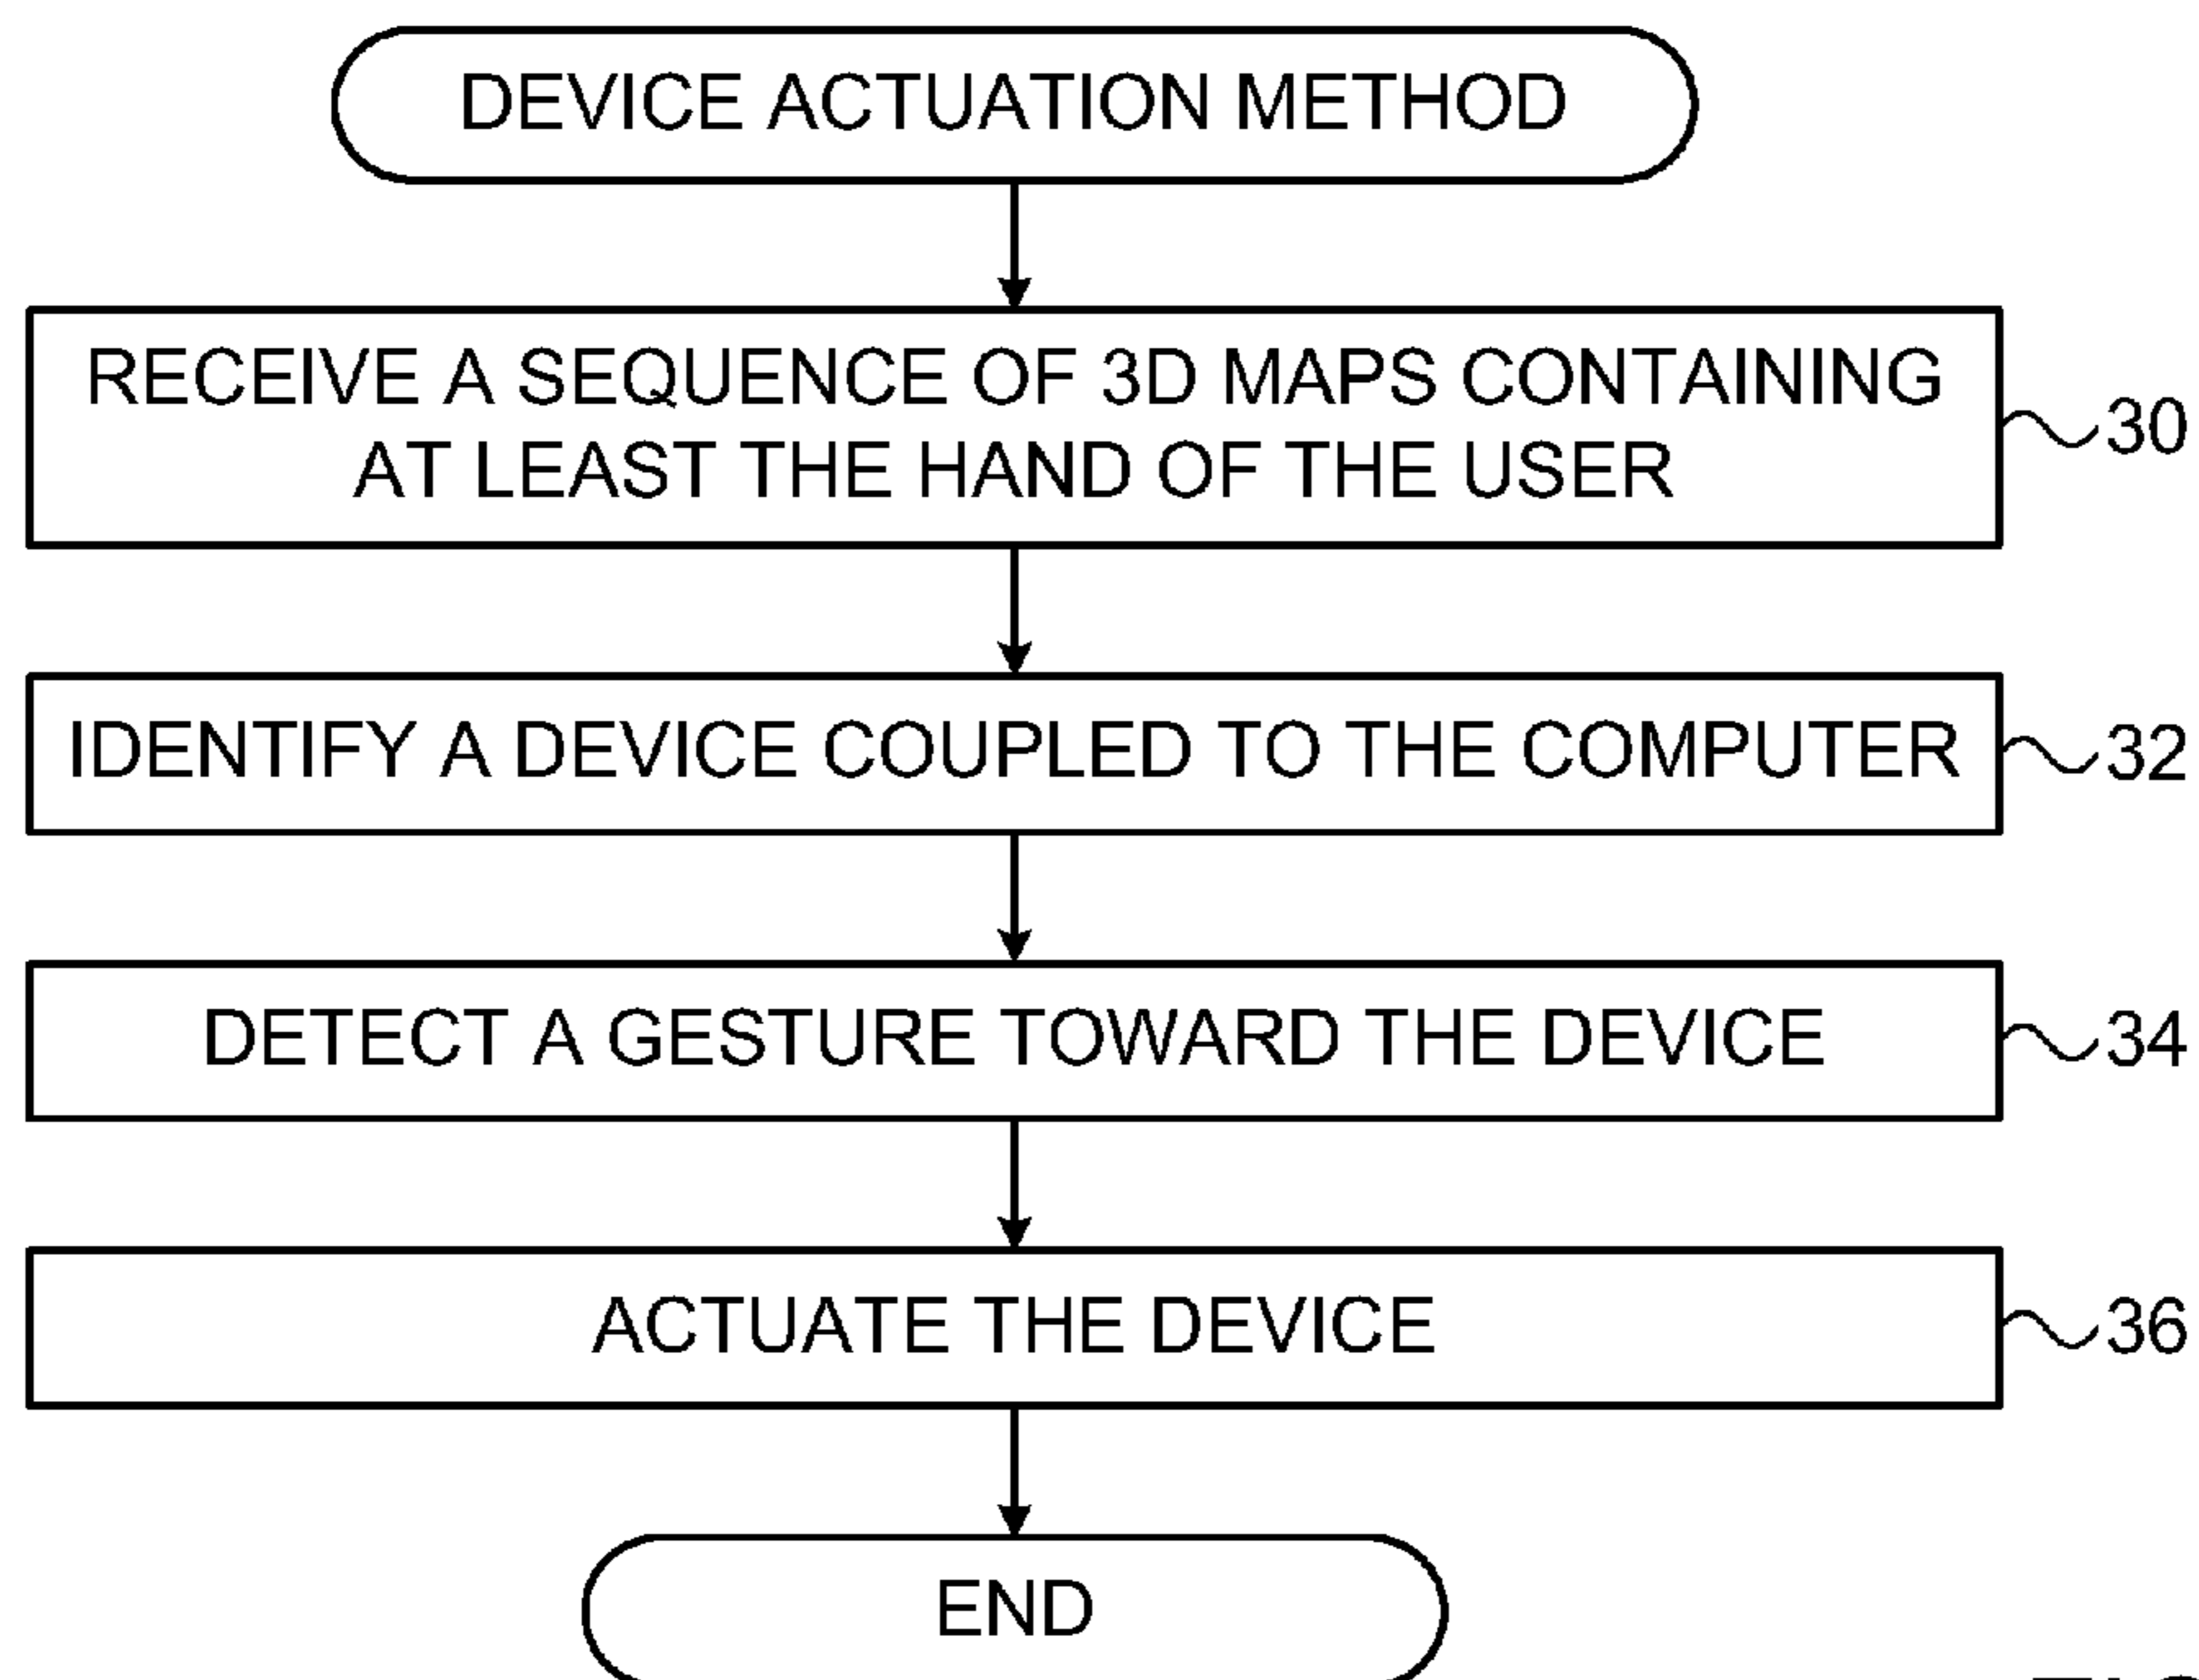 DEVICE ACTUATION METHOD
RECEIVE A SEQUENCE OF 3D MAPS CONTAINING
AT LEAST THE HAND OF THE USER
30
IDENTIFY A DEVICE COUPLED TO THE COMPUTER
32
DETECT A GESTURE TOWARD THE DEVICE
34
ACTUATE THE DEVICE
36
END